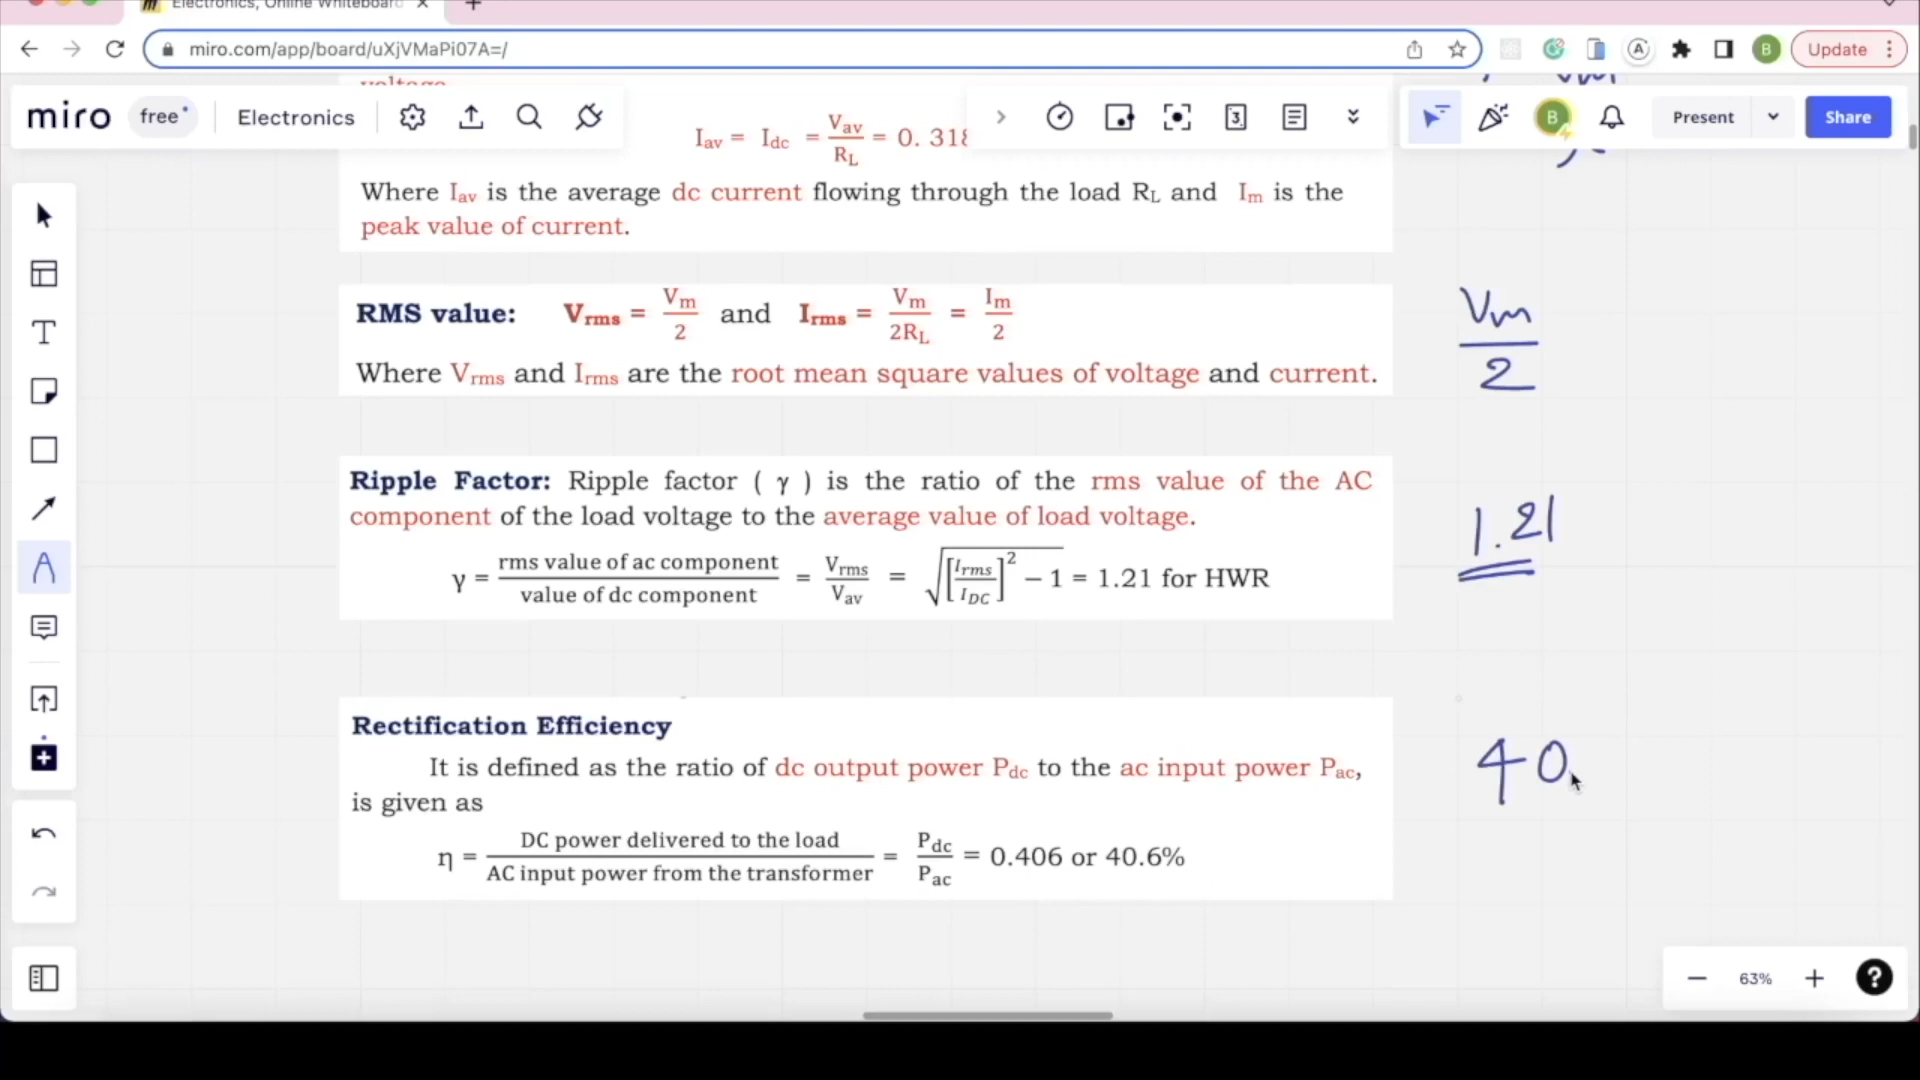 Electronics, Online Whiteboard
miro.com/app/board/uXjVMaPi07A=/
B
Update
voltage
miro
free
Electronics
3
B
Present
Share
Vm
Iav = Idc = Vav/RL = 0. 318
Where Iav is the average dc current flowing through the load RL and Im is the
peak value of current.
RMS value: Vrms = Vm/2 and Irms = Vm/2RL = Im/2
Where Vrms and Irms are the root mean square values of voltage and current.
Vm/2
Ripple Factor: Ripple factor ( γ ) is the ratio of the rms value of the AC
component of the load voltage to the average value of load voltage.
γ = rms value of ac component/value of dc component = Vrms/Vav = √[Irms/IDC]² − 1 = 1.21 for HWR
1.21
Rectification Efficiency
It is defined as the ratio of dc output power Pdc to the ac input power Pac,
is given as
η = DC power delivered to the load/AC input power from the transformer = Pdc/Pac = 0.406 or 40.6%
40
63%